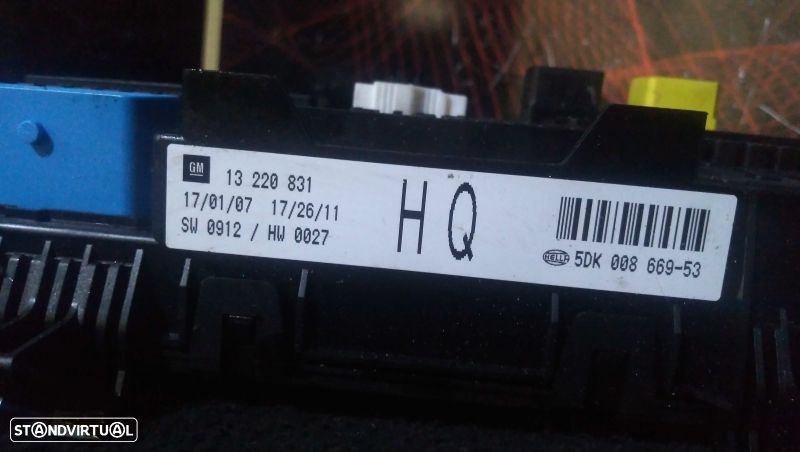 GM 13 220 831
17/01/07 17/26/11
SW 0912 / HW 0027
HQ
HELLA 5DK 008 669-53
STANDVIRTUAL